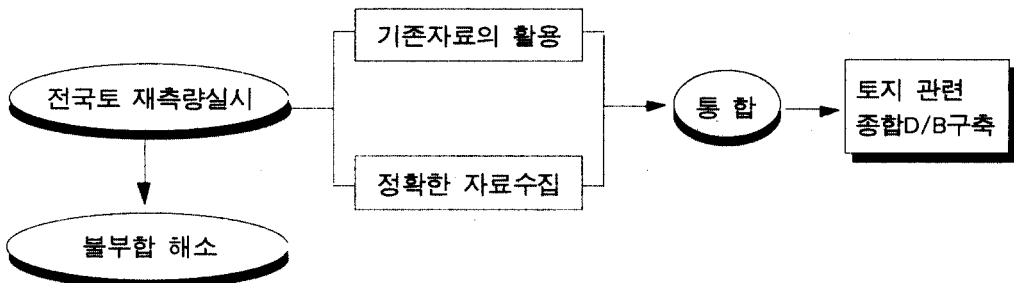 기존자료의 활용
전국토 재측량실시
통 합
토지 관련
종합D/B구축
정확한 자료수집
불부합 해소